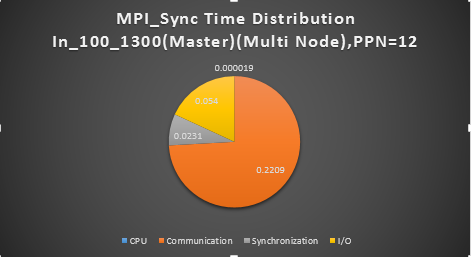 MPI_Sync Time Distribution
In_100_1300(Master)(Multi Node),PPN=12
0.000019
0.054
0.0231
0.2209
CPU Communication Synchronization I/O